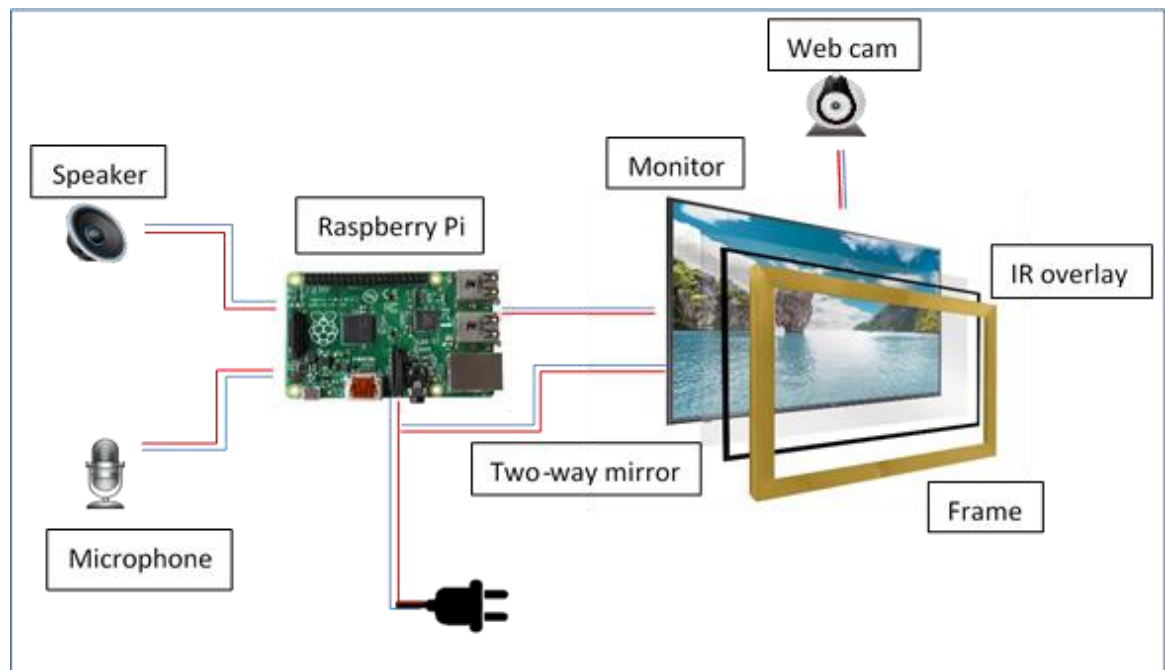 Web cam
Speaker
Monitor
Raspberry Pi
IR overlay
Two-way mirror
Frame
Microphone